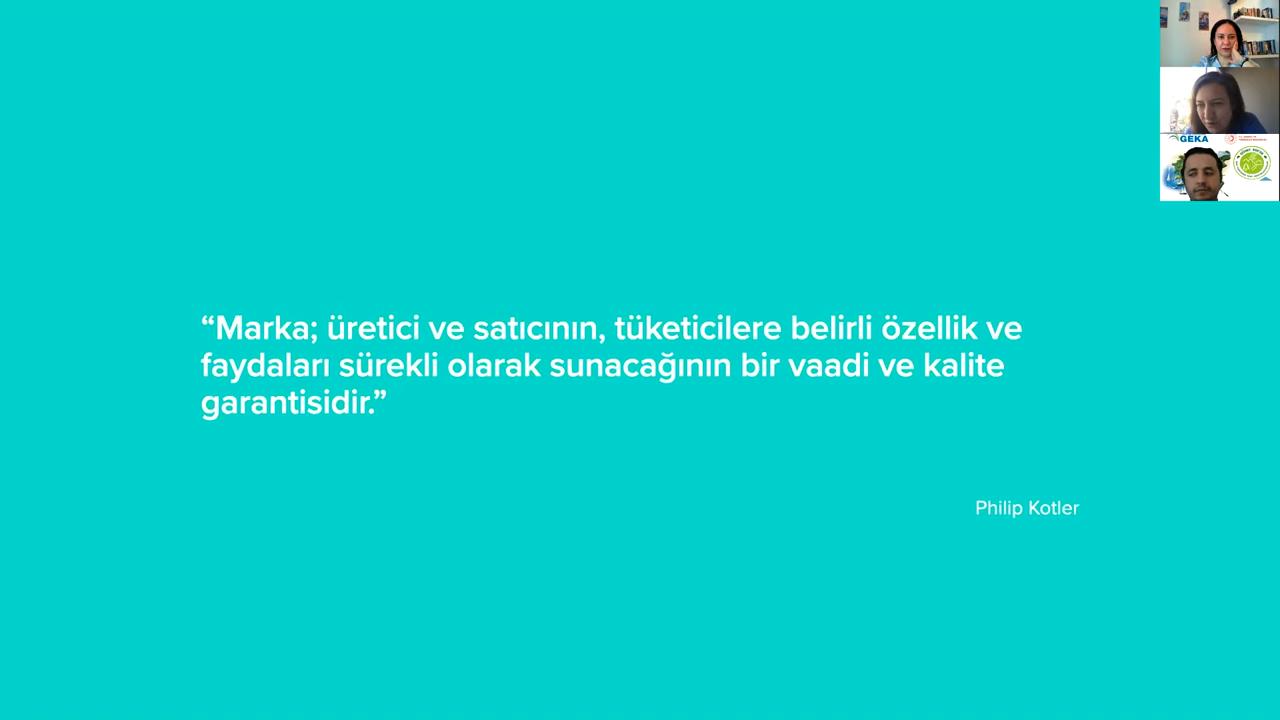 GEKA
“Marka; üretici ve satıcının, tüketicilere belirli özellik ve
faydaları sürekli olarak sunacağının bir vaadi ve kalite
garantisidir.”
Philip Kotler